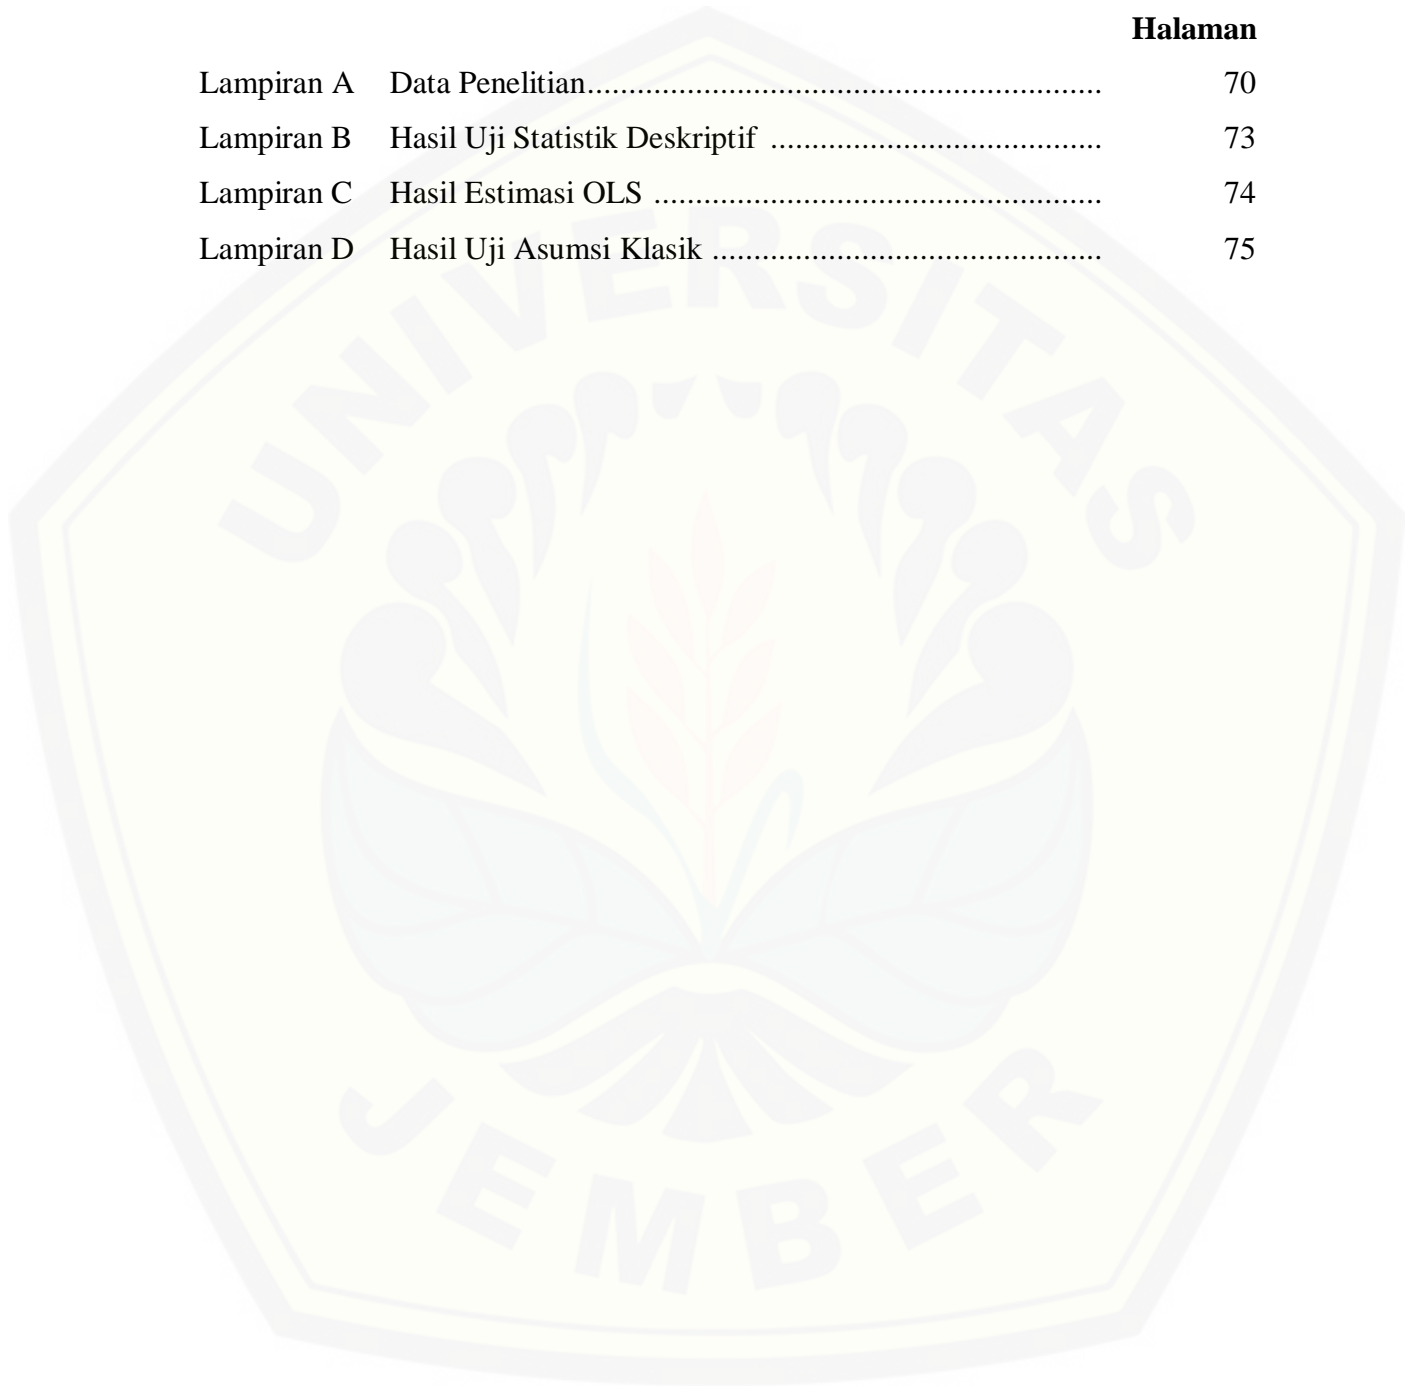 Halaman
Lampiran A Data Penelitian.............................................................. 70
Lampiran B Hasil Uji Statistik Deskriptif ........................................ 73
Lampiran C Hasil Estimasi OLS ...................................................... 74
Lampiran D Hasil Uji Asumsi Klasik ............................................... 75
UNIVERSITAS
JEMBER